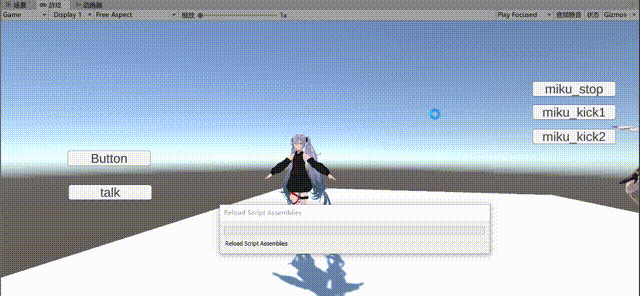 场景 游戏 动画器
Game Display 1 Free Aspect 缩放 1x Play Focused 音频静音 状态 Gizmos
miku_stop
miku_kick1
miku_kick2
Button
talk
Reload Script Assemblies
Reload Script Assemblies